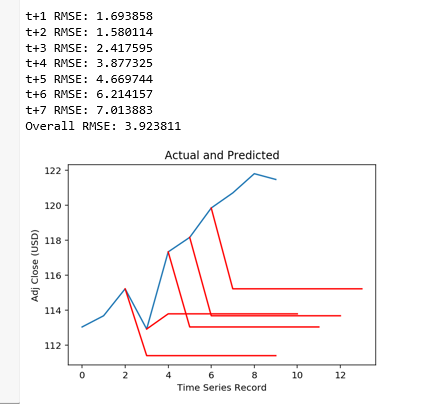 t+1 RMSE: 1.693858
t+2 RMSE: 1.580114
t+3 RMSE: 2.417595
t+4 RMSE: 3.877325
t+5 RMSE: 4.669744
t+6 RMSE: 6.214157
t+7 RMSE: 7.013883
Overall RMSE: 3.923811
Actual and Predicted
122
120
118
116
114
112
Adj Close (USD)
0 2 4 6 8 10 12
Time Series Record